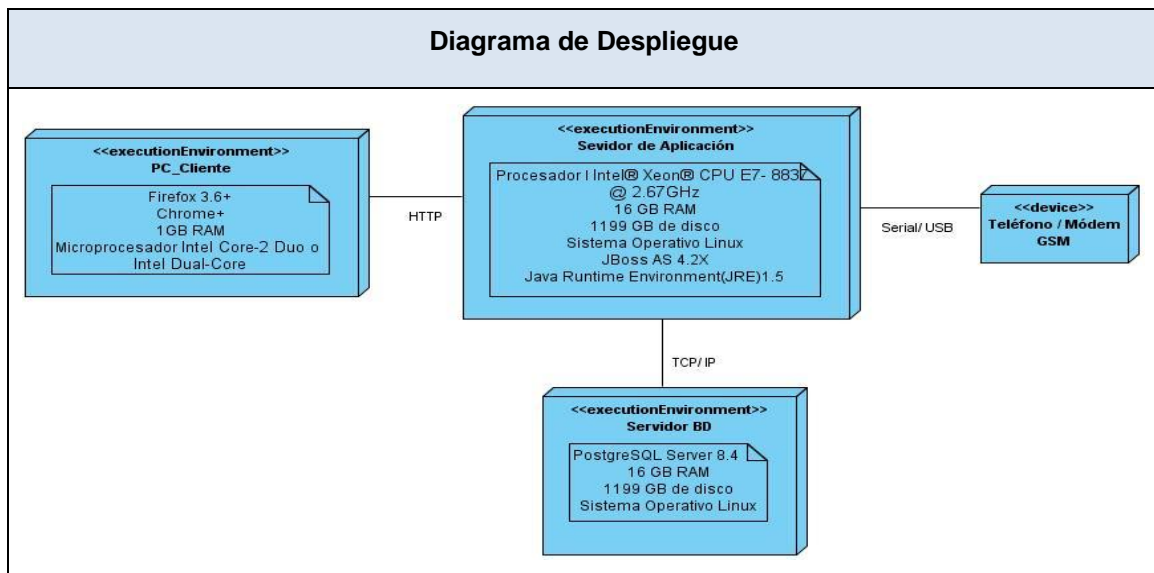 Diagrama de Despliegue
<<executionEnvironment>>
PC_Cliente
Firefox 3.6+
Chrome+
1GB RAM
Microprocesador Intel Core-2 Duo o
Intel Dual-Core
HTTP
<<executionEnvironment>>
Sevidor de Aplicación
Procesador I Intel® Xeon® CPU E7- 8837
@ 2.67GHz
16 GB RAM
1199 GB de disco
Sistema Operativo Linux
JBoss AS 4.2X
Java Runtime Environment(JRE)1.5
Serial/ USB
<<device>>
Teléfono / Módem
GSM
TCP/ IP
<<executionEnvironment>>
Servidor BD
PostgreSQL Server 8.4
16 GB RAM
1199 GB de disco
Sistema Operativo Linux